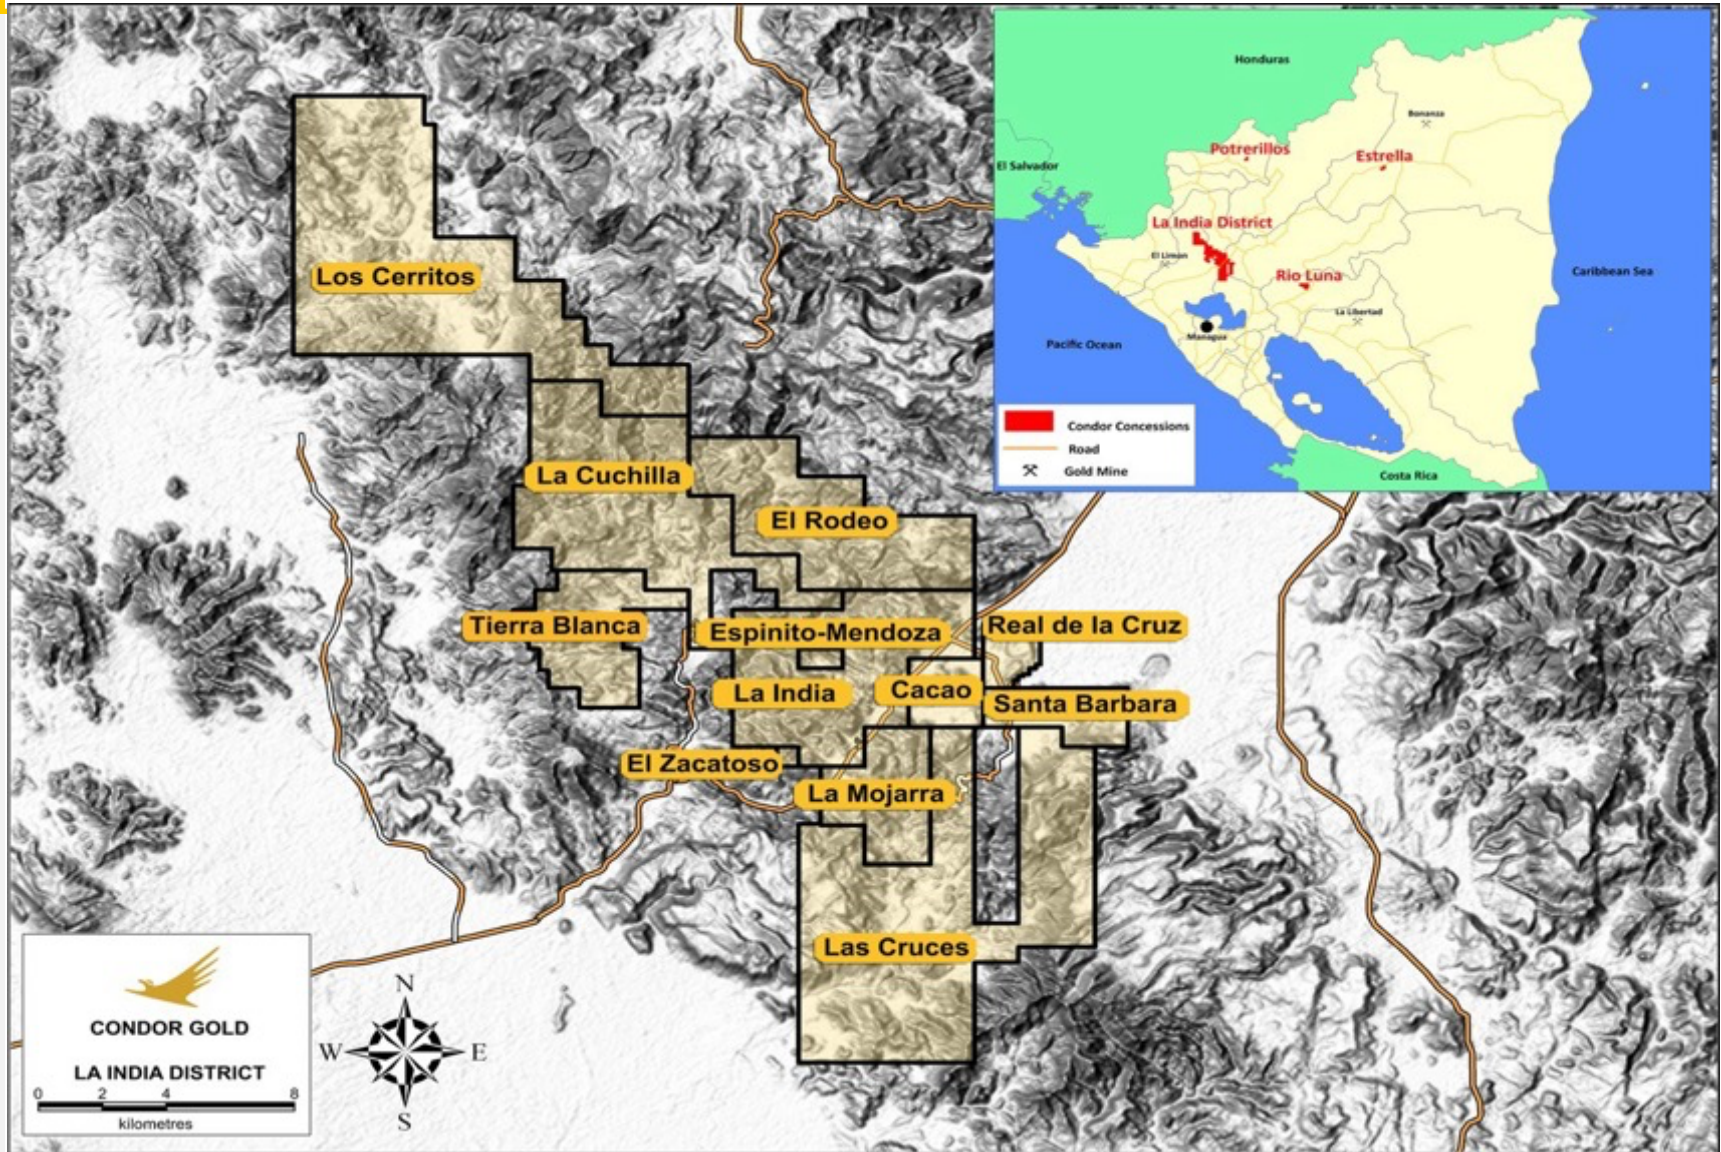 Honduras
Bonanza
Potrerillos
Estrella
El Salvador
La India District
El Limon
Rio Luna
Caribbean Sea
La Libertad
Managua
Pacific Ocean
Condor Concessions
Road
Gold Mine
Costa Rica
Los Cerritos
La Cuchilla
El Rodeo
Tierra Blanca
Espinito-Mendoza
Real de la Cruz
La India
Cacao
Santa Barbara
El Zacatoso
La Mojarra
Las Cruces
CONDOR GOLD
LA INDIA DISTRICT
0 2 4 8
kilometres
N
W E
S